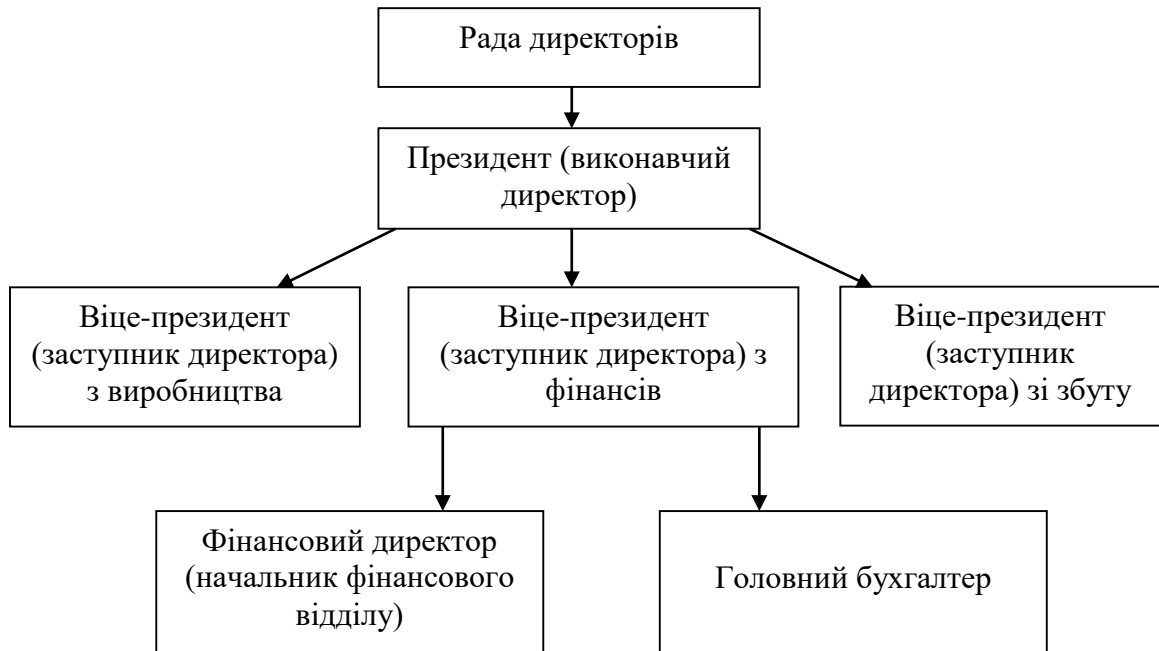 Рада директорів
Президент (виконавчий
директор)
Віце-президент
(заступник директора)
з виробництва
Віце-президент
(заступник директора) з
фінансів
Віце-президент
(заступник
директора) зі збуту
Фінансовий директор
(начальник фінансового
відділу)
Головний бухгалтер